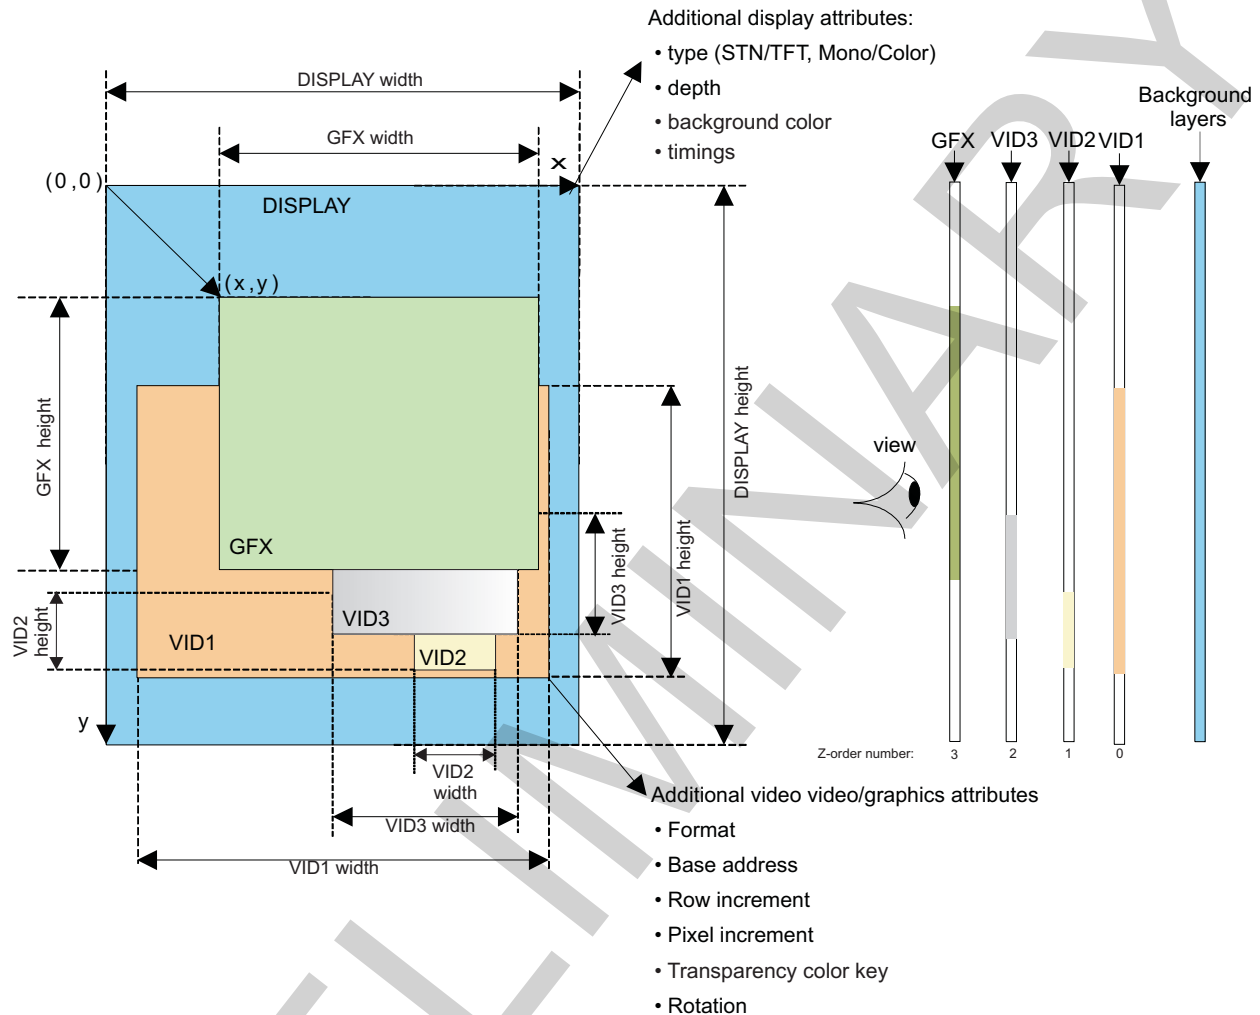 Additional display attributes:
• type (STN/TFT, Mono/Color)
• depth
• background color
• timings
DISPLAY width
GFX width
x
(0,0)
DISPLAY
(x,y)
GFX height
GFX
VID2
height
VID3
VID1
VID2
y
VID3 height
VID1 height
DISPLAY height
VID2
width
VID3 width
VID1 width
Background
layers
GFX
VID3
VID2
VID1
view
Z-order number:
3
2
1
0
Additional video video/graphics attributes
• Format
• Base address
• Row increment
• Pixel increment
• Transparency color key
• Rotation